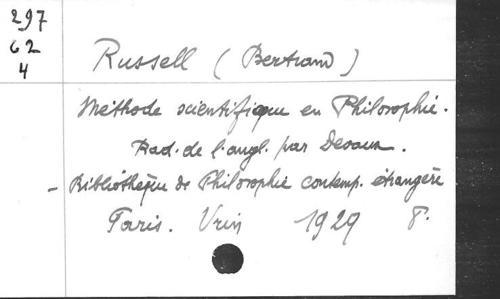 297
62
4
Russell (Bertrand)
Méthode scientifique en Philosophie.
Trad. de l'angl. par Devaux.
- Bibliothèque de Philosophie contemp. étrangère
Paris. Vrin 1929 8°.